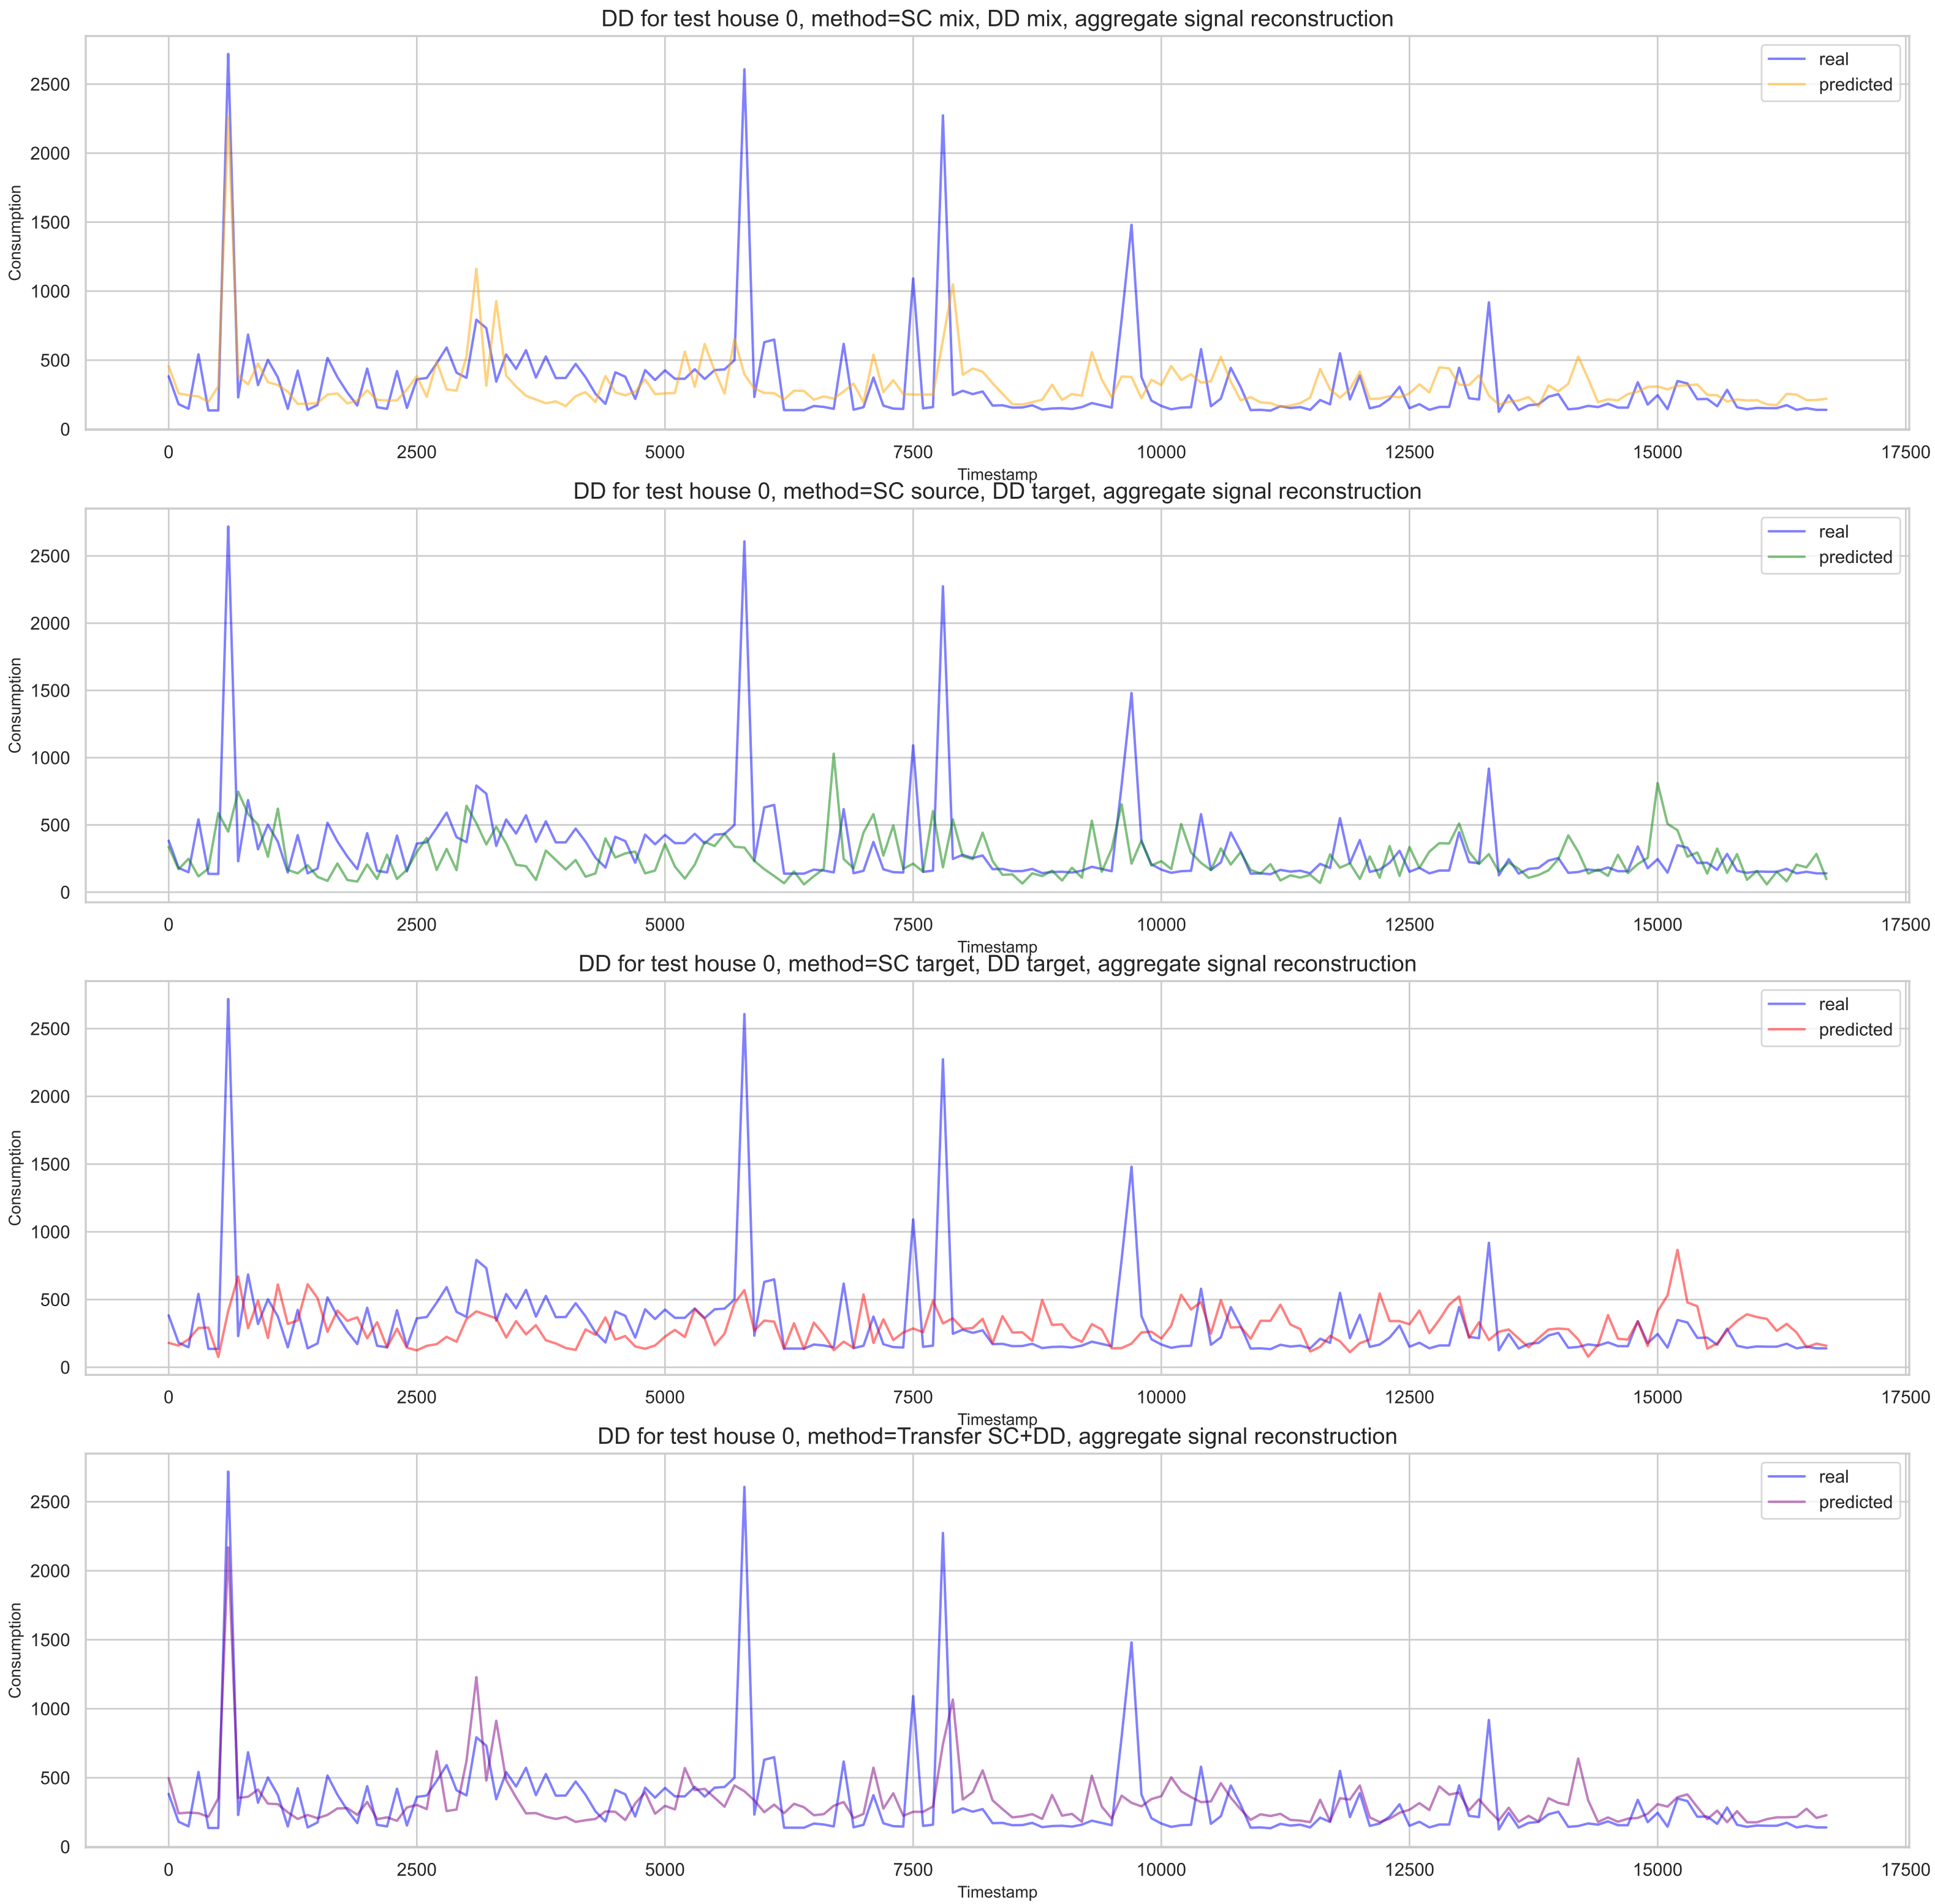 DD for test house 0, method=SC mix, DD mix, aggregate signal reconstruction
real
predicted
2500
2000
1500
1000
500
0
Consumption
0 2500 5000 7500 10000 12500 15000 17500
Timestamp
DD for test house 0, method=SC source, DD target, aggregate signal reconstruction
real
predicted
2500
2000
1500
1000
500
0
Consumption
0 2500 5000 7500 10000 12500 15000 17500
Timestamp
DD for test house 0, method=SC target, DD target, aggregate signal reconstruction
real
predicted
2500
2000
1500
1000
500
0
Consumption
0 2500 5000 7500 10000 12500 15000 17500
Timestamp
DD for test house 0, method=Transfer SC+DD, aggregate signal reconstruction
real
predicted
2500
2000
1500
1000
500
0
Consumption
0 2500 5000 7500 10000 12500 15000 17500
Timestamp